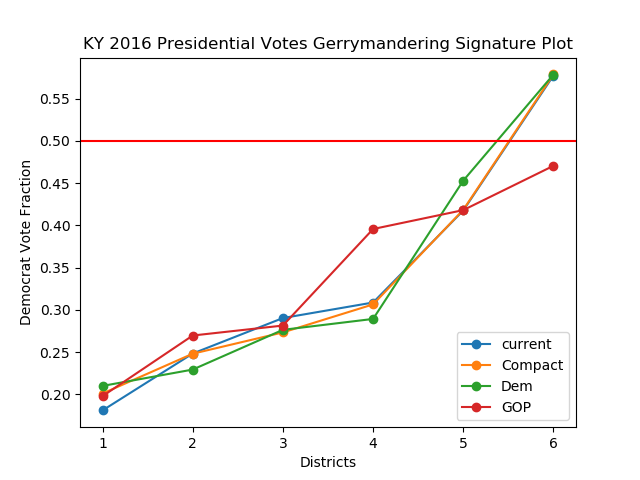 KY 2016 Presidential Votes Gerrymandering Signature Plot
0.55
0.50
0.45
0.40
0.35
0.30
0.25
0.20
Democrat Vote Fraction
current
Compact
Dem
GOP
1 2 3 4 5 6
Districts